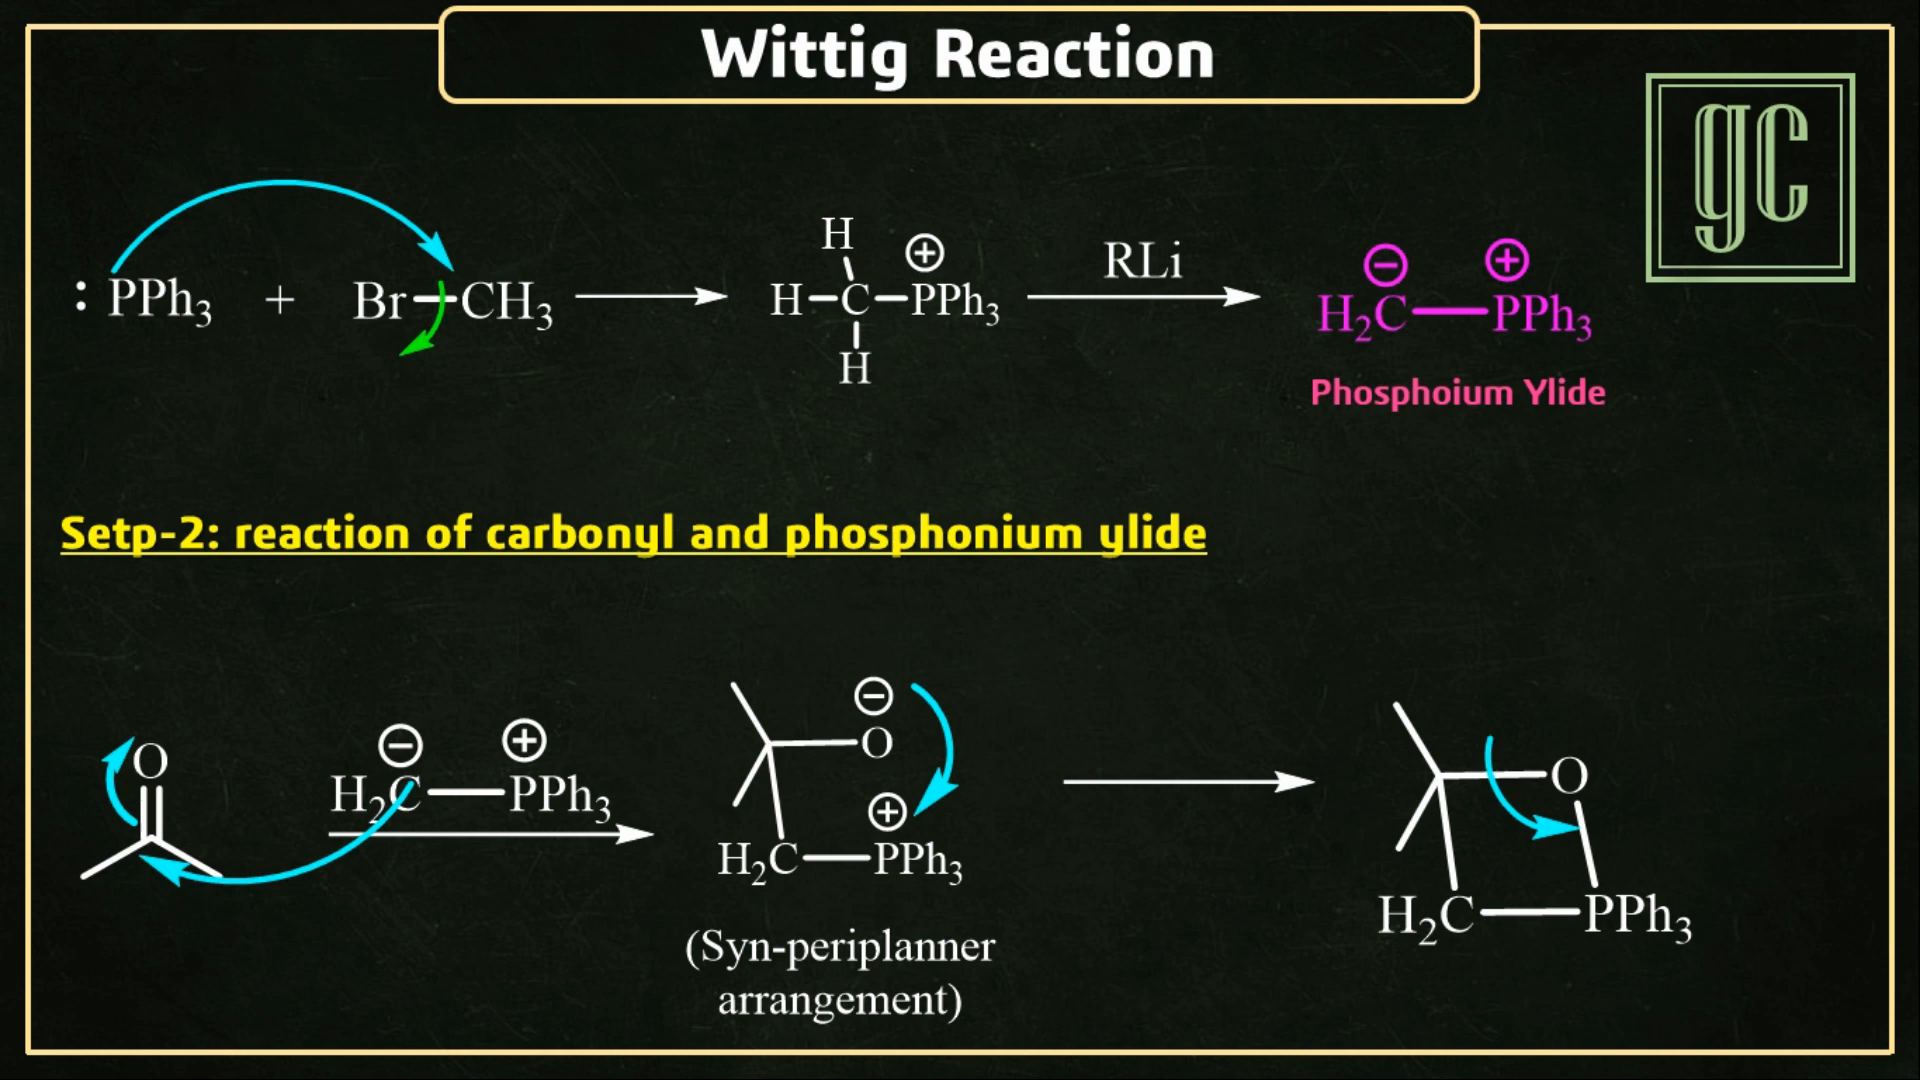 Wittig Reaction
gc
: PPh₃ + Br—CH₃
H
H—C—PPh₃
⊕
H
RLi
⊖ ⊕
H₂C—PPh₃
Phosphoium Ylide
Setp-2: reaction of carbonyl and phosphonium ylide
O
⊖ ⊕
H₂C—PPh₃
⊖
O
⊕
H₂C—PPh₃
(Syn-periplanner
arrangement)
O
H₂C—PPh₃